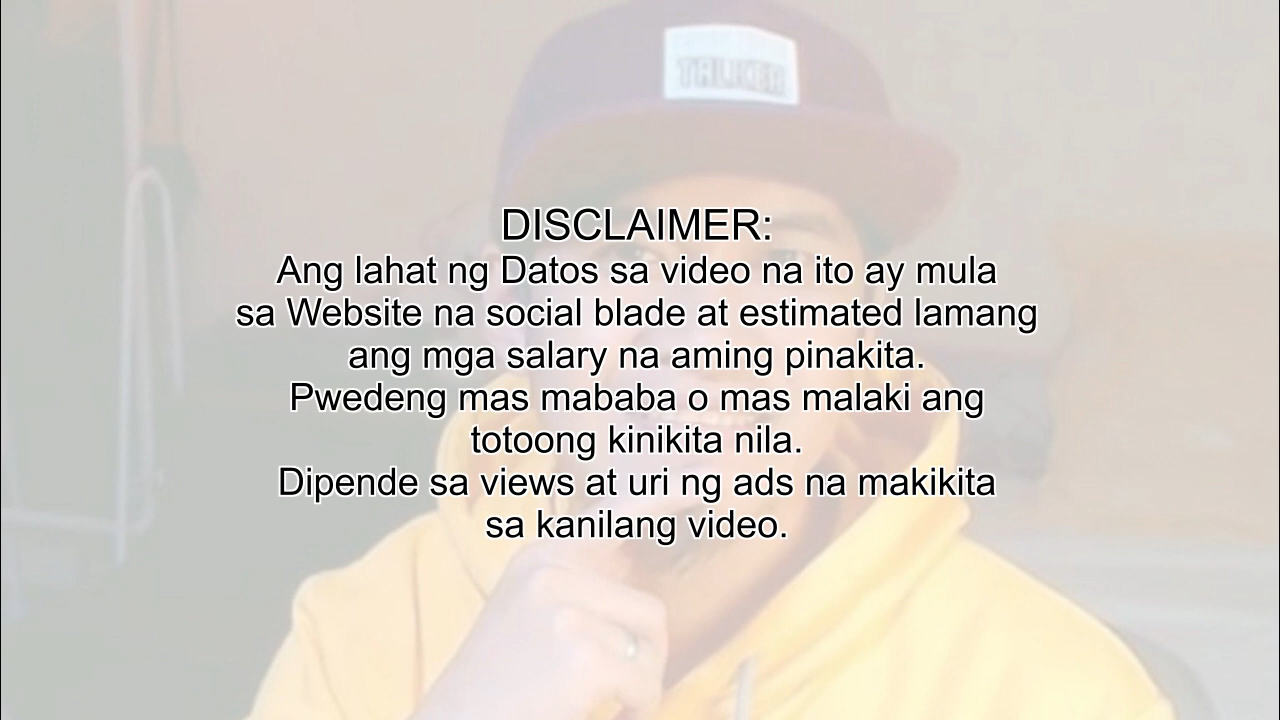 TALKER
DISCLAIMER:
Ang lahat ng Datos sa video na ito ay mula
sa Website na social blade at estimated lamang
ang mga salary na aming pinakita.
Pwedeng mas mababa o mas malaki ang
totoong kinikita nila.
Dipende sa views at uri ng ads na makikita
sa kanilang video.